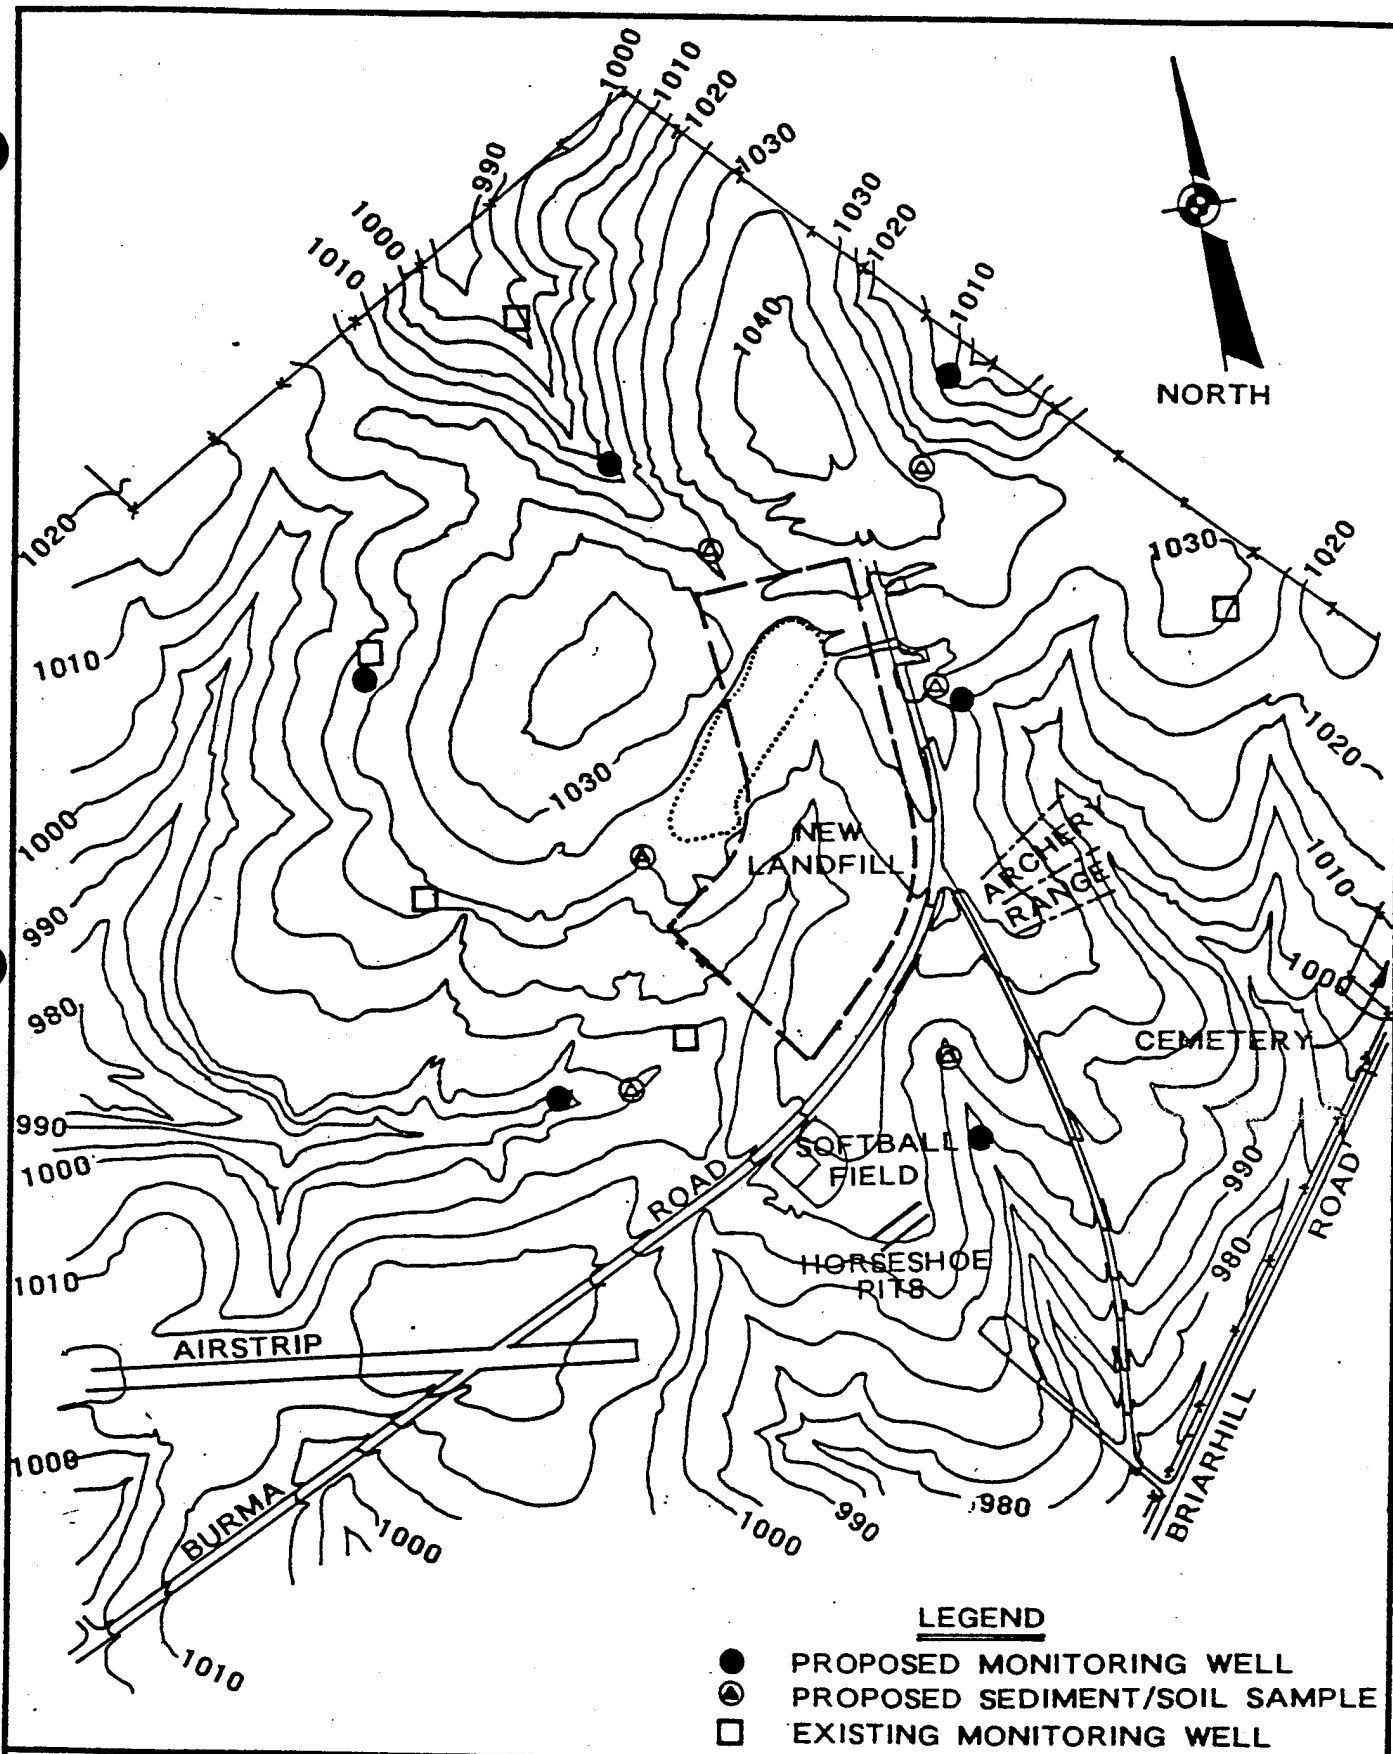 1000
1010
1020
1030
990
1000
1010
1030
1020
1010
1040
NORTH
1020
1030
1020
1010
1030
1020
1000
NEW
LANDFILL
ARCHERY
RANGE
1010
990
1000
980
CEMETERY
990
1000
SOFTBALL
FIELD
ROAD
990
ROAD
980
1010
HORSESHOE
PITS
AIRSTRIP
1000
BURMA
1000
1000
990
980
BRIARHILL
1010
LEGEND
PROPOSED MONITORING WELL
PROPOSED SEDIMENT/SOIL SAMPLE
EXISTING MONITORING WELL